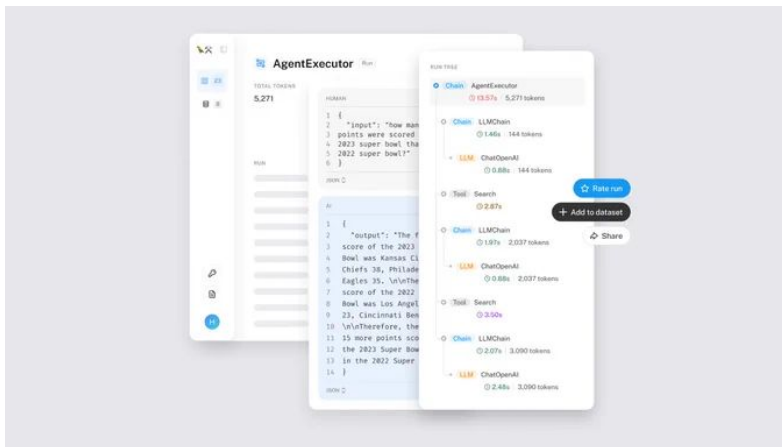 AgentExecutor Run
TOTAL TOKENS
5,271
RUN
HUMAN
1 {
2 "input": "how man
3 points were scored
4 2023 super bowl tha
5 2022 super bowl?"
6 }
JSON
AI
1 {
2 "output": "The f
3 score of the 2023
4 Bowl was Kansas Ci
5 Chiefs 38, Philade
6 Eagles 35. \n\nThe
7 score of the 2022
8 Bowl was Los Angel
9 23, Cincinnati Ben
10 \n\nTherefore, the
11 15 more points sco
12 the 2023 Super Bow
13 in the 2022 Super
14 }
JSON
RUN TREE
Chain AgentExecutor
13.57s 5,271 tokens
Chain LLMChain
1.46s 144 tokens
LLM ChatOpenAI
0.88s 144 tokens
Tool Search
2.87s
Chain LLMChain
1.97s 2,037 tokens
LLM ChatOpenAI
0.88s 2,037 tokens
Tool Search
3.50s
Chain LLMChain
2.07s 3,090 tokens
LLM ChatOpenAI
2.48s 3,090 tokens
Rate run
+ Add to dataset
Share
H